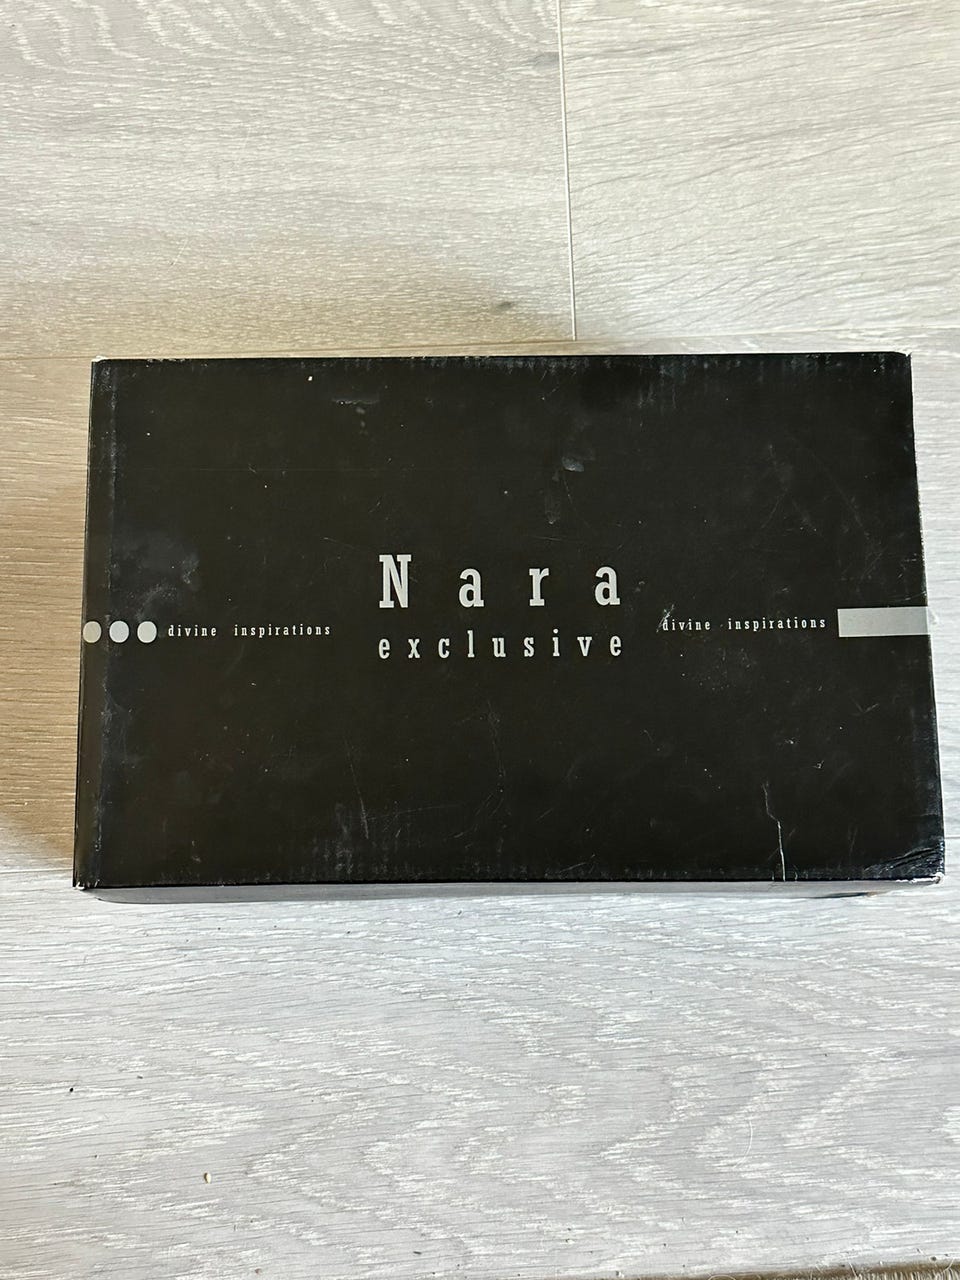 Nara
divine inspirations
exclusive
divine inspirations